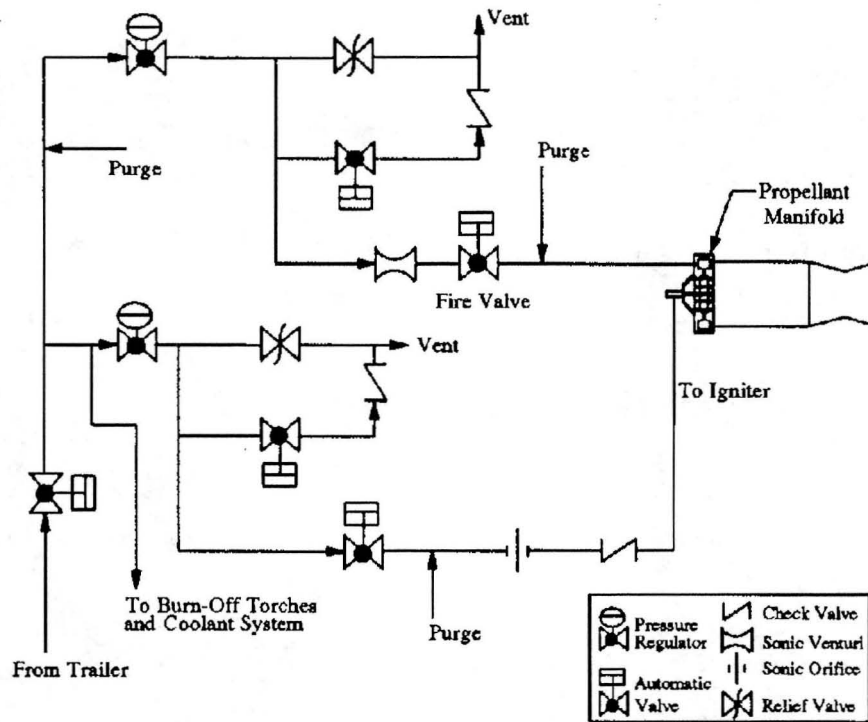 Vent
Purge
Purge
Propellant
Manifold
Fire Valve
Vent
To Igniter
To Burn-Off Torches
and Coolant System
Purge
From Trailer
Pressure
Regulator
Check Valve
Sonic Venturi
Sonic Orifice
Automatic
Valve
Relief Valve